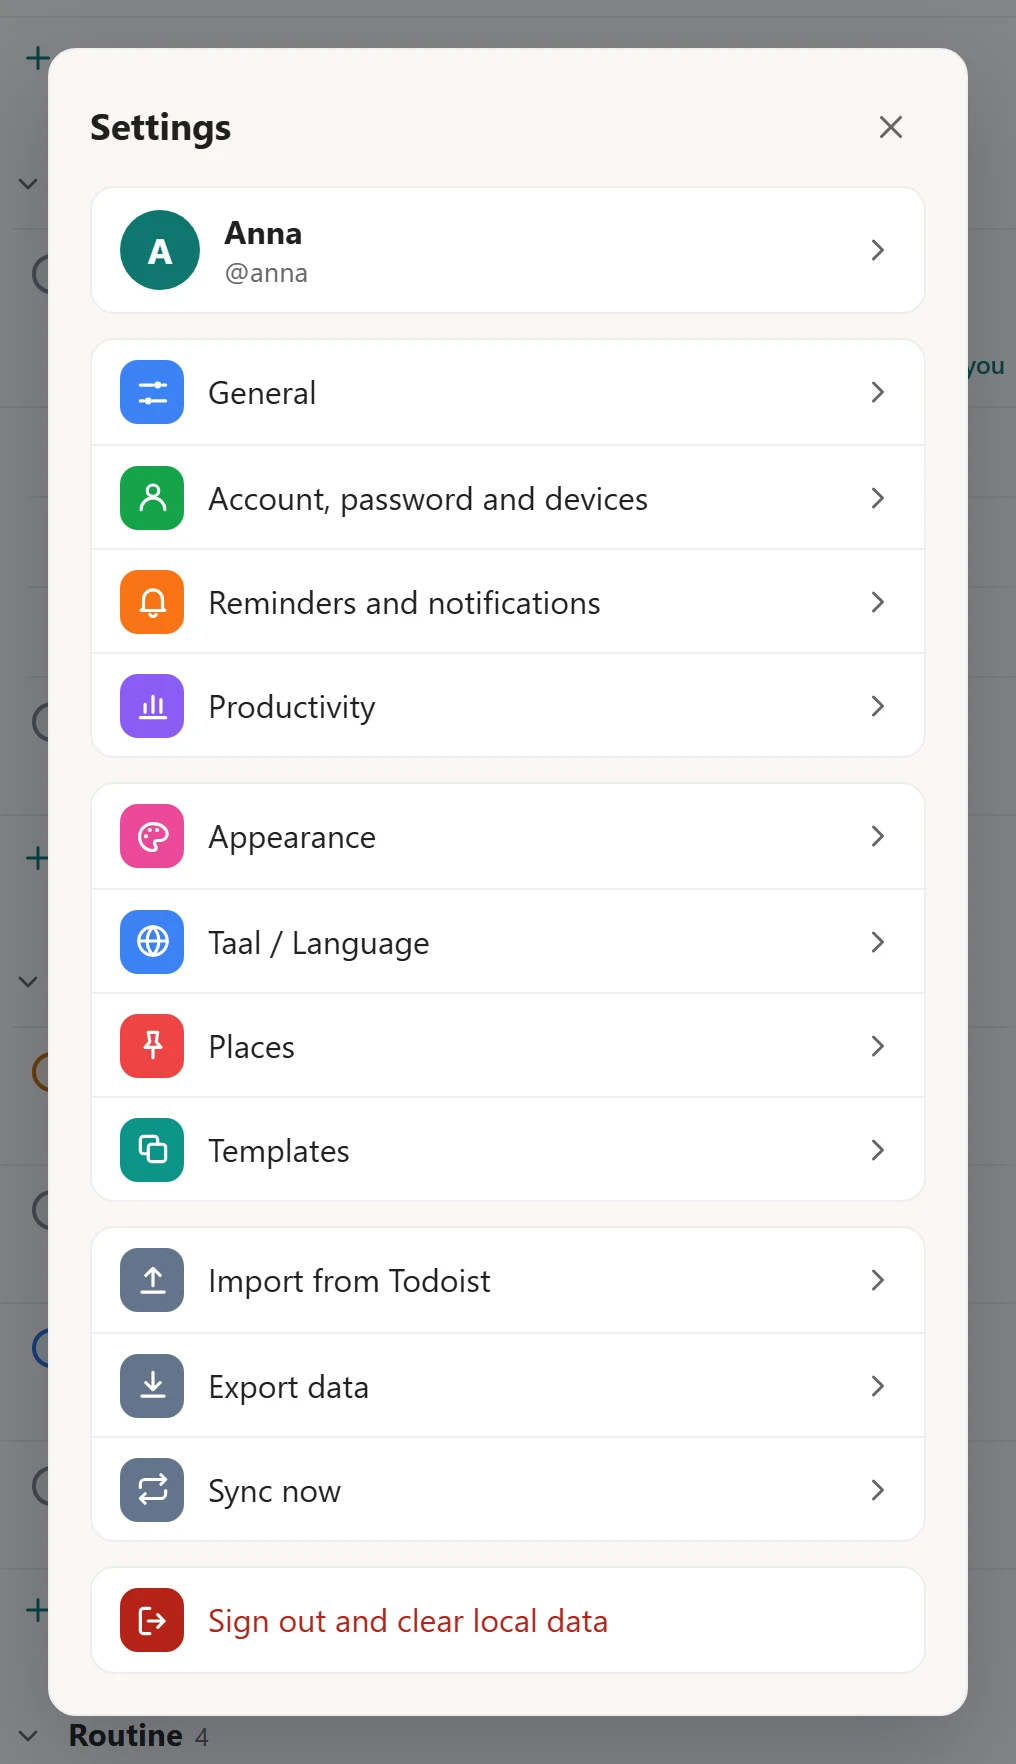 Settings
A
Anna
@anna
you
General
Account, password and devices
Reminders and notifications
Productivity
Appearance
Taal / Language
Places
Templates
Import from Todoist
Export data
Sync now
Sign out and clear local data
Routine 4